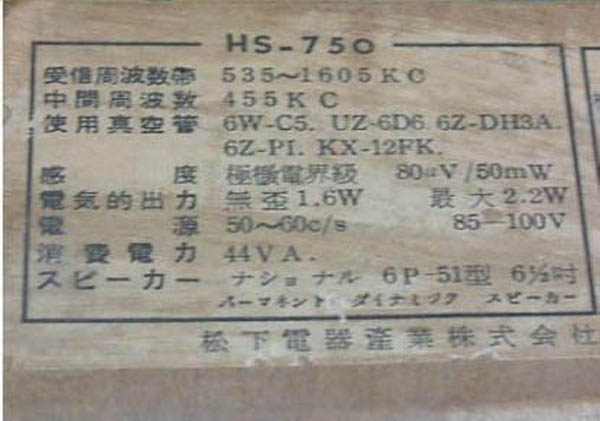 HS-750
受信周波数帯 535~1605KC
中間周波数 455KC
使用真空管 6W-C5. UZ-6D6 6Z-DH3A.
6Z-P1. KX-12FK.
感度 極微電界級 80μV/50mW
電気的出力 無歪1.6W 最大2.2W
電源 50~60c/s 85-100V
消費電力 44VA.
スピーカー ナショナル 6P-51型 6½吋
パーマネント ダイナミック スピーカー
松下電器産業株式会社